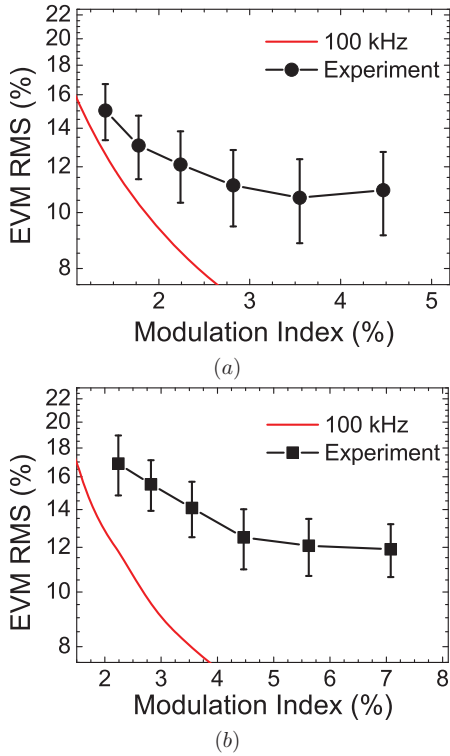 22
20
18
16
14
12
10
8
EVM RMS (%)
100 kHz
Experiment
2 3 4 5
Modulation Index (%)
(a)
22
20
18
16
14
12
10
8
EVM RMS (%)
100 kHz
Experiment
2 3 4 5 6 7 8
Modulation Index (%)
(b)